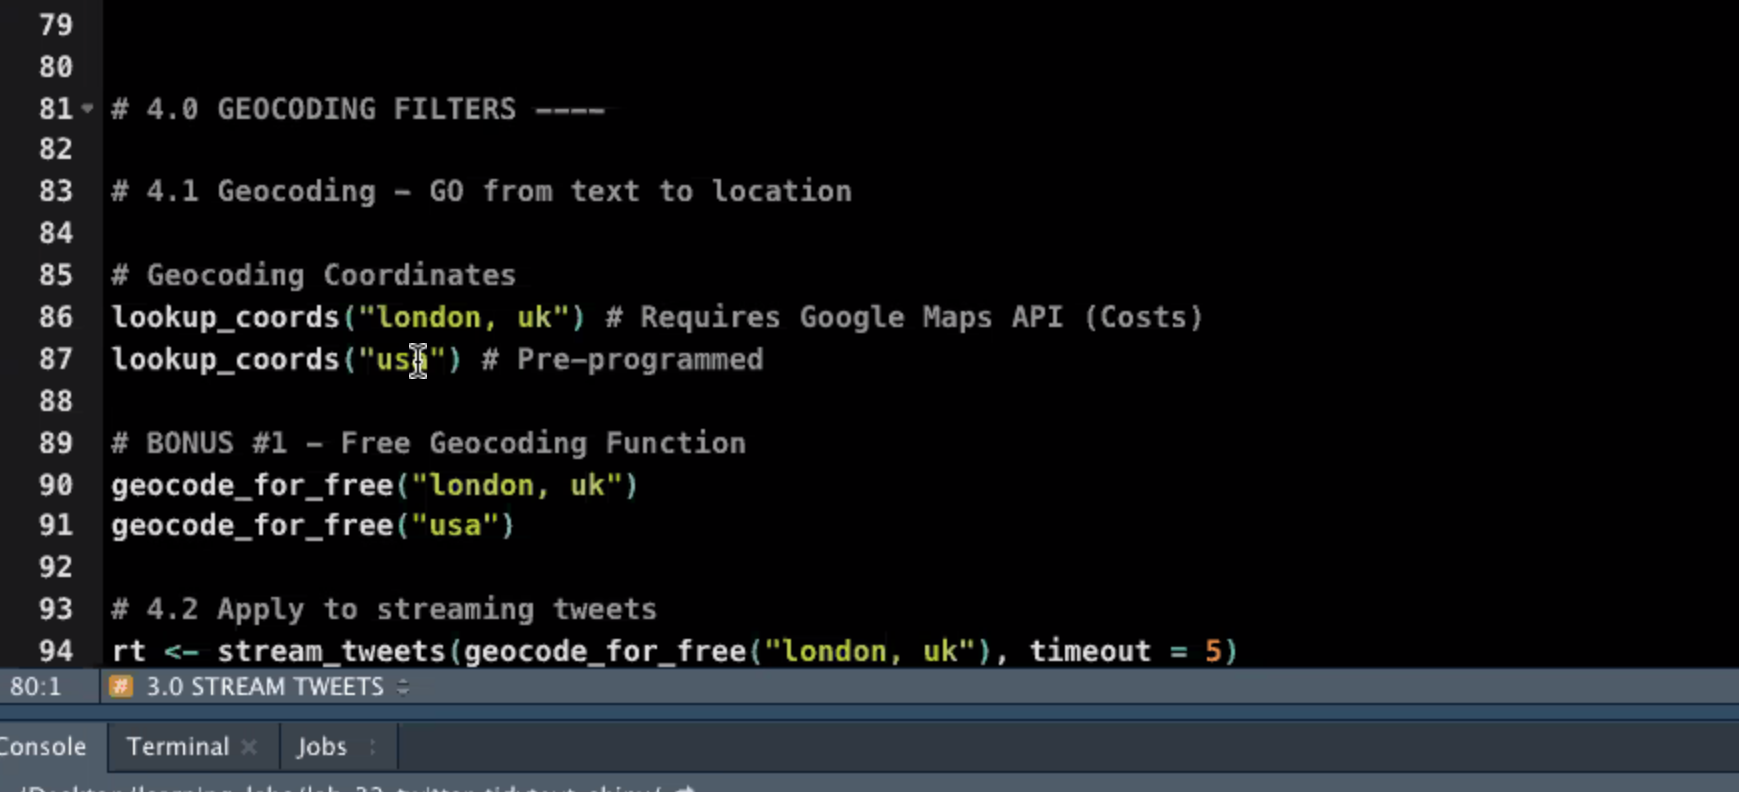 79
80
81 # 4.0 GEOCODING FILTERS ----
82
83 # 4.1 Geocoding - GO from text to location
84
85 # Geocoding Coordinates
86 lookup_coords("london, uk") # Requires Google Maps API (Costs)
87 lookup_coords("usa") # Pre-programmed
88
89 # BONUS #1 - Free Geocoding Function
90 geocode_for_free("london, uk")
91 geocode_for_free("usa")
92
93 # 4.2 Apply to streaming tweets
94 rt <- stream_tweets(geocode_for_free("london, uk"), timeout = 5)
80:1 # 3.0 STREAM TWEETS
Console Terminal Jobs